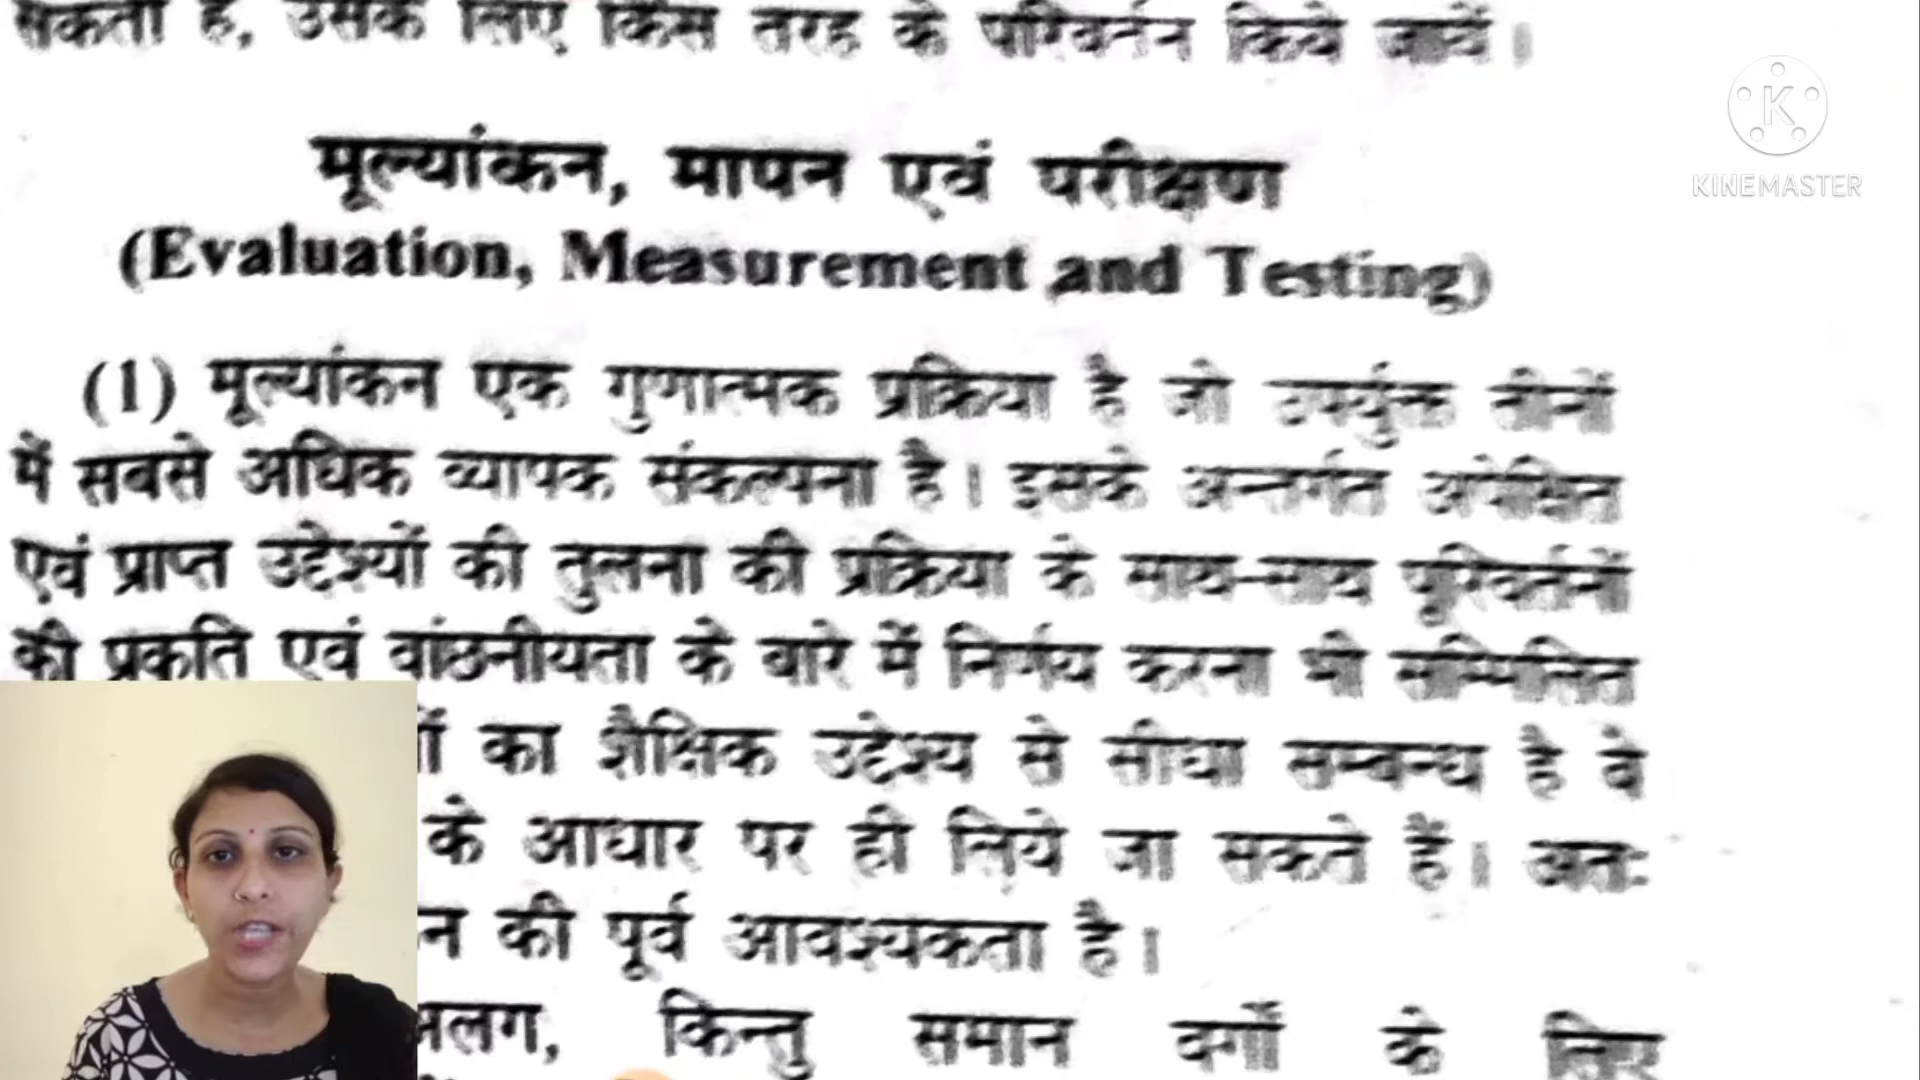 सकता है, उसके लिए किस तरह के परिवर्तन किये जायें।
KINEMASTER
मूल्यांकन, मापन एवं परीक्षण
(Evaluation, Measurement and Testing)
(1) मूल्यांकन एक गुणात्मक प्रक्रिया है जो उपर्युक्त तीनों
में सबसे अधिक व्यापक संकल्पना है। इसके अन्तर्गत अपेक्षित
एवं प्राप्त उद्देश्यों की तुलना की प्रक्रिया के साथ-साथ परिवर्तनों
की प्रकृति एवं वांछनीयता के बारे में निर्णय करना भी सम्मिलित
का शैक्षिक उद्देश्य से सीधा सम्बन्ध है वे
के आधार पर ही लिये जा सकते हैं। अतः
न की पूर्व आवश्यकता है।
अलग, किन्तु समान वर्गों के लिए